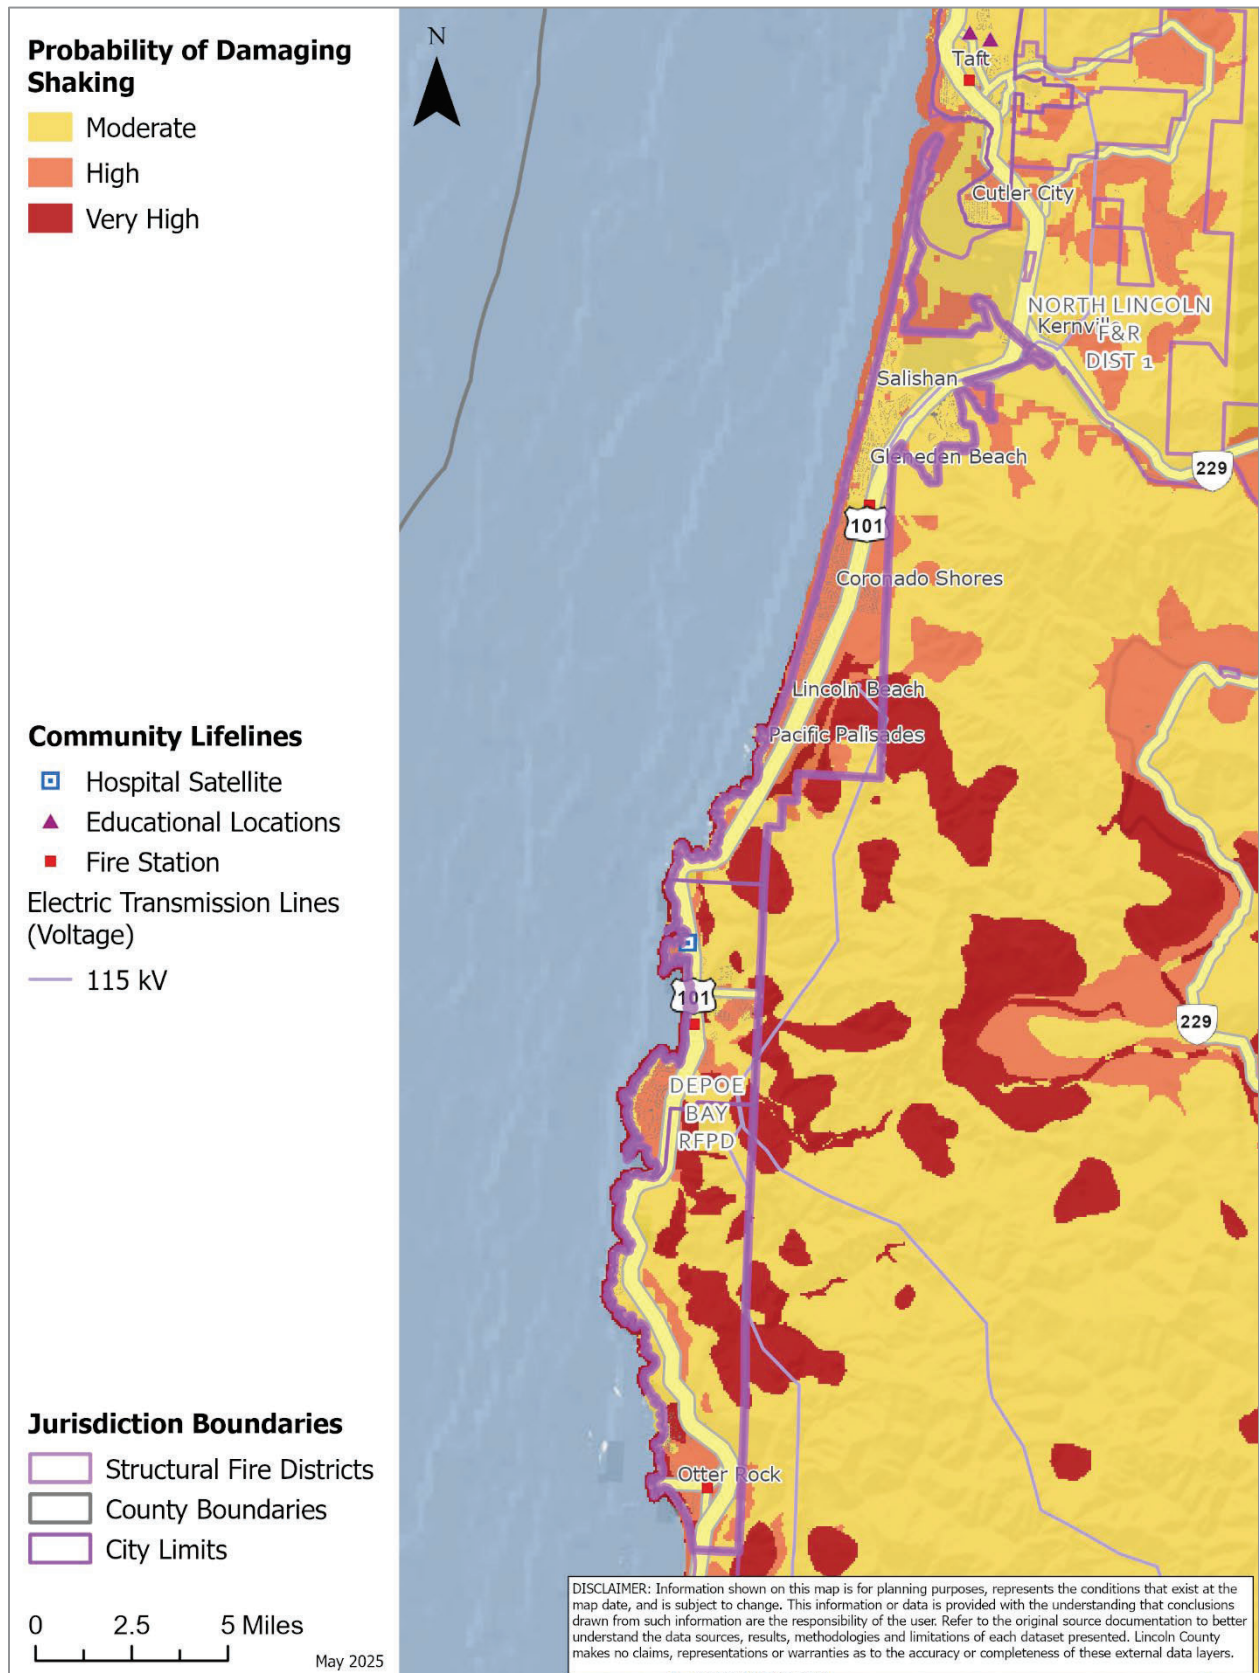 Probability of Damaging
Shaking
Moderate
High
Very High
Community Lifelines
Hospital Satellite
Educational Locations
Fire Station
Electric Transmission Lines
(Voltage)
115 kV
Jurisdiction Boundaries
Structural Fire Districts
County Boundaries
City Limits
0 2.5 5 Miles
May 2025
N
Taft
Cutler City
NORTH LINCOLN
F&R
DIST 1
Salishan
Gleneden Beach
229
101
Coronado Shores
Lincoln Beach
Pacific Palisades
101
229
DEPOE
BAY
RFPD
Otter Rock
DISCLAIMER: Information shown on this map is for planning purposes, represents the conditions that exist at the
map date, and is subject to change. This information or data is provided with the understanding that conclusions
drawn from such information are the responsibility of the user. Refer to the original source documentation to better
understand the data sources, results, methodologies and limitations of each dataset presented. Lincoln County
makes no claims, representations or warranties as to the accuracy or completeness of these external data layers.